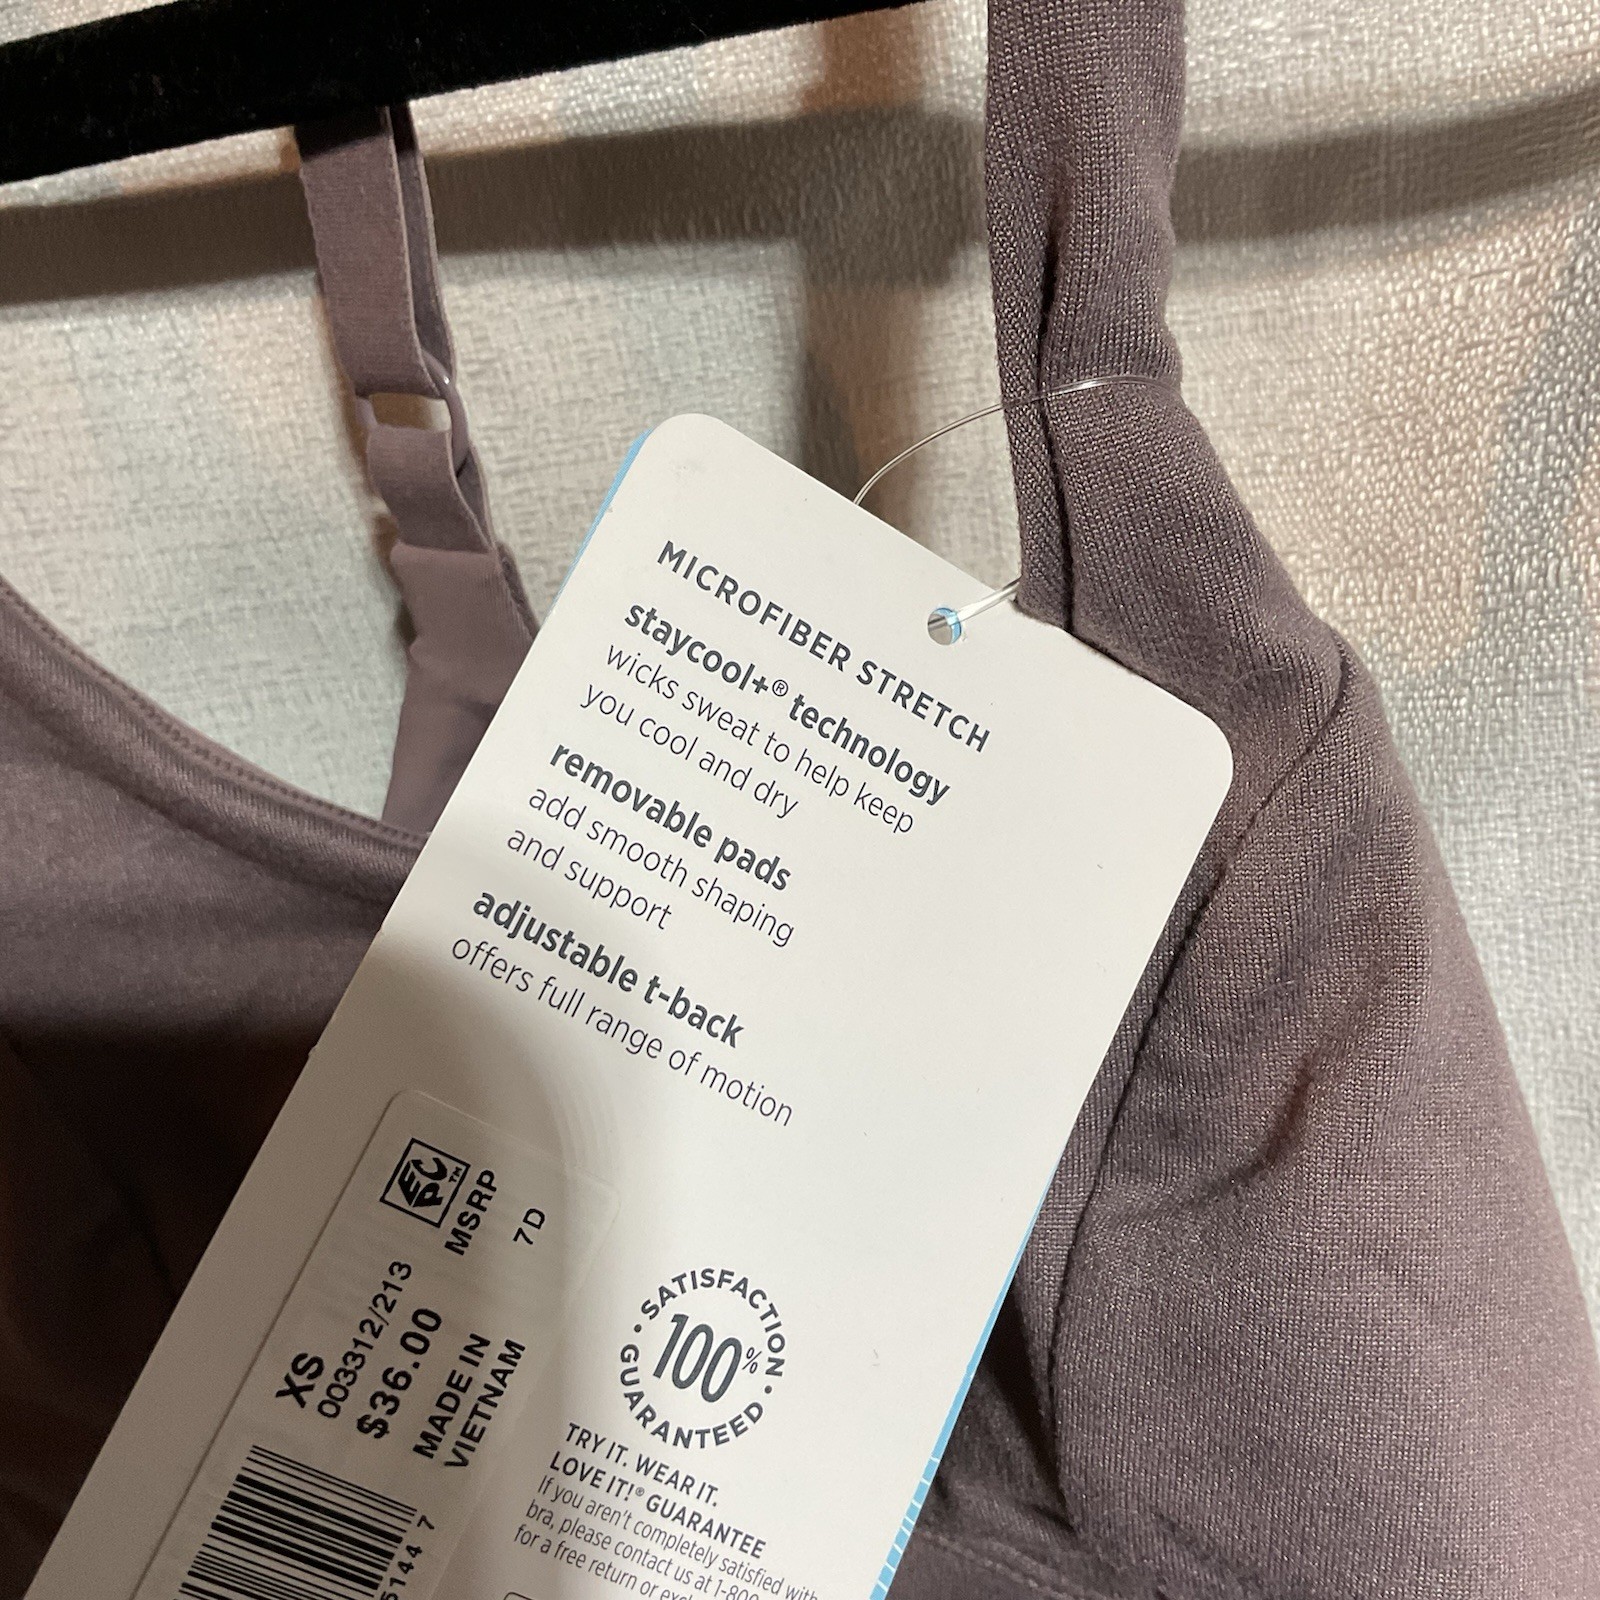 MICROFIBER STRETCH
staycool+® technology
wicks sweat to help keep
you cool and dry
removable pads
add smooth shaping
and support
adjustable t-back
offers full range of motion
EPC™
MSRP
7D
XS
003312/213
$36.00
MADE IN
VIETNAM
5144 7
SATISFACTION
100%
GUARANTEED
TRY IT. WEAR IT.
LOVE IT!® GUARANTEE
If you aren't completely satisfied with
bra, please contact us at 1-800
for a free return or